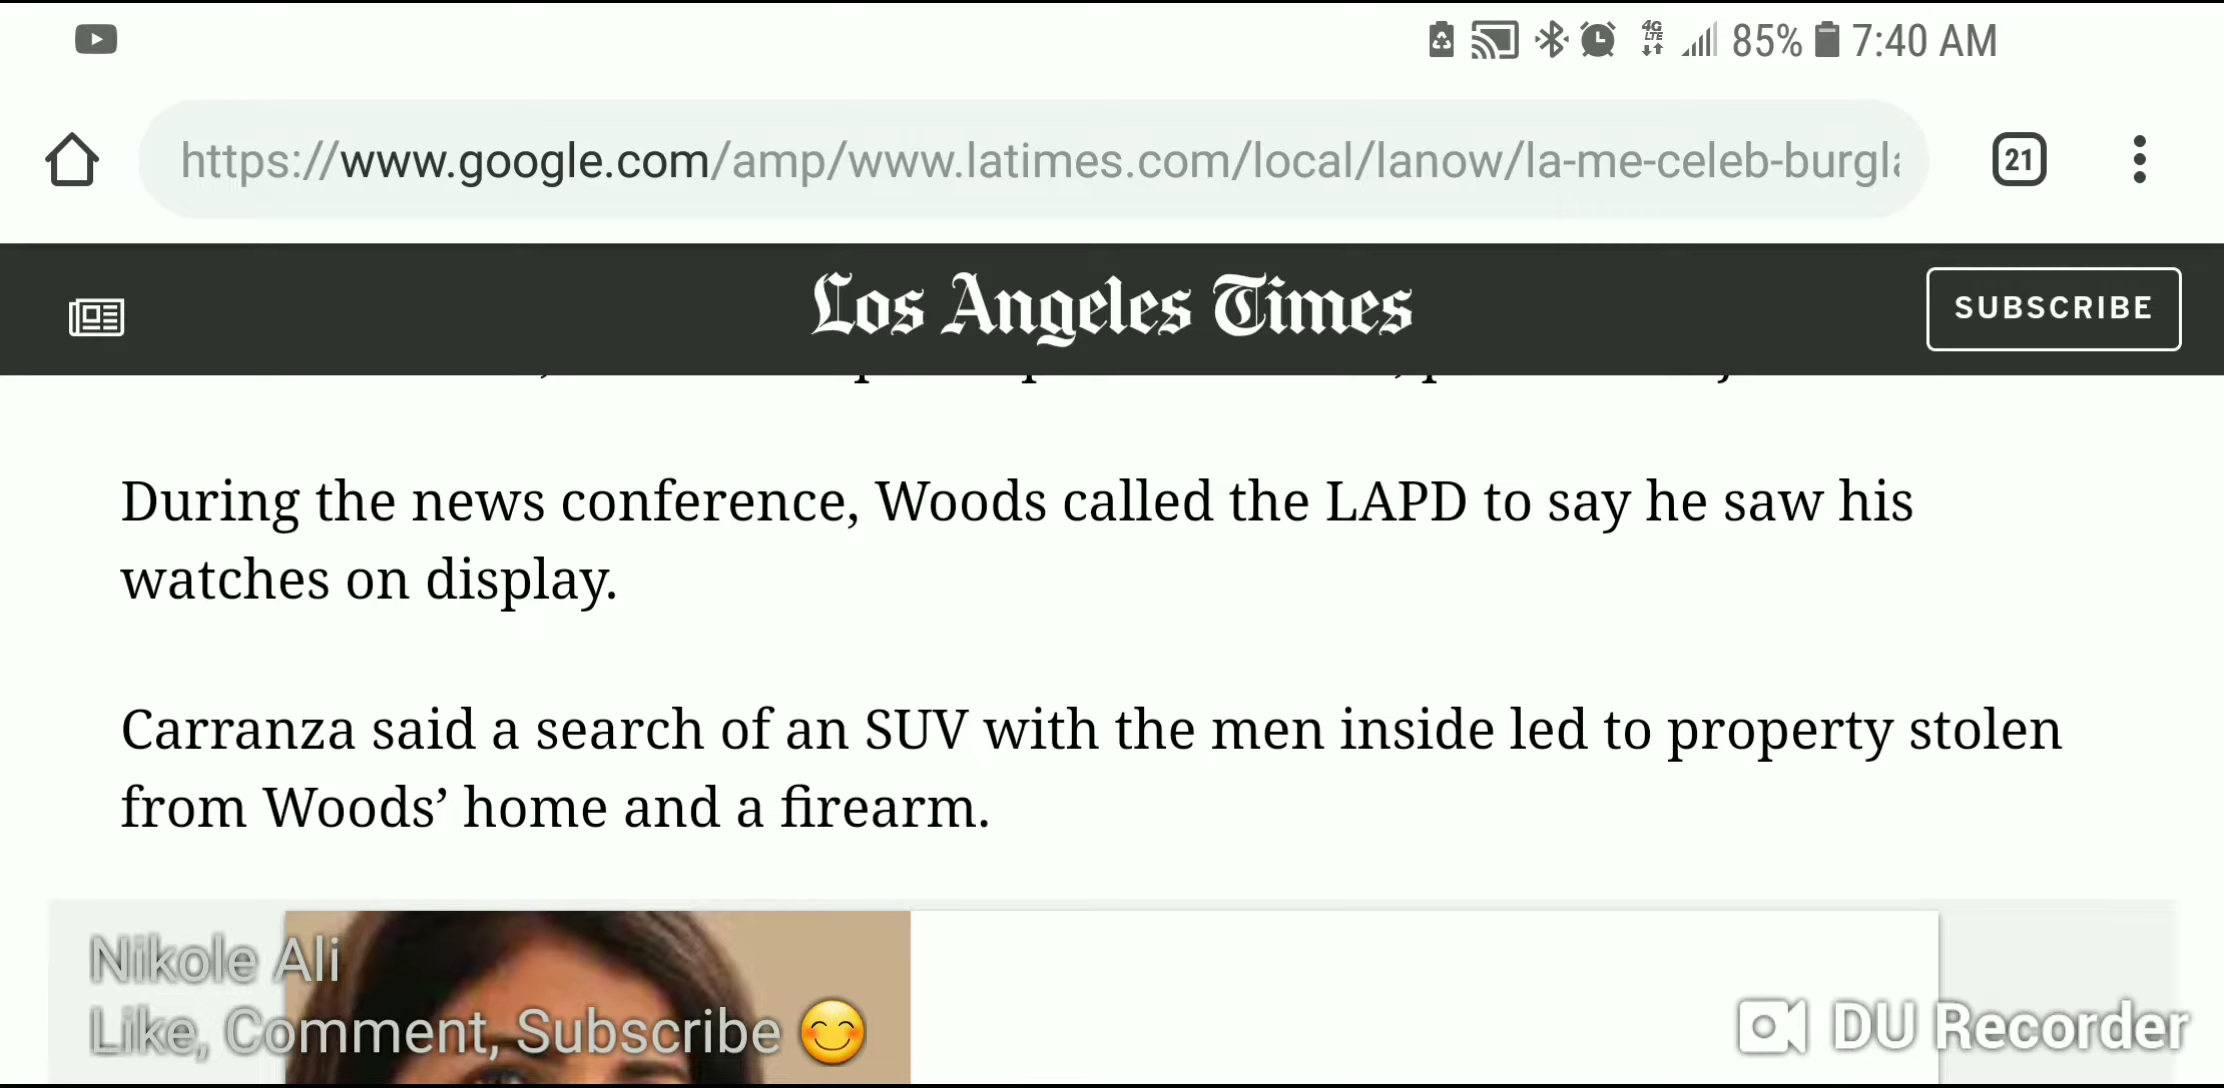 4G
LTE
85% 7:40 AM
https://www.google.com/amp/www.latimes.com/local/lanow/la-me-celeb-burgl
21
Los Angeles Times
SUBSCRIBE
During the news conference, Woods called the LAPD to say he saw his
watches on display.
Carranza said a search of an SUV with the men inside led to property stolen
from Woods’ home and a firearm.
Nikole Ali
Like, Comment, Subscribe 😊
DU Recorder